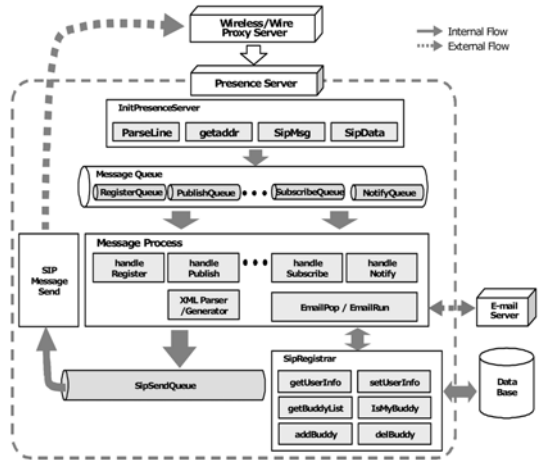 Wireless/Wire
Proxy Server
Internal Flow
External Flow
Presence Server
InitPresenceServer
ParseLine getaddr SipMsg SipData
Message Queue
RegisterQueue PublishQueue SubscribeQueue NotifyQueue
Message Process
handle Register
handle Publish
handle Subscribe
handle Notify
SIP
Message
Send
XML Parser
/Generator
EmailPop / EmailRun
E-mail
Server
SipRegistrar
SipSendQueue
getUserInfo setUserInfo
getBuddyList IsMyBuddy
addBuddy delBuddy
Data
Base